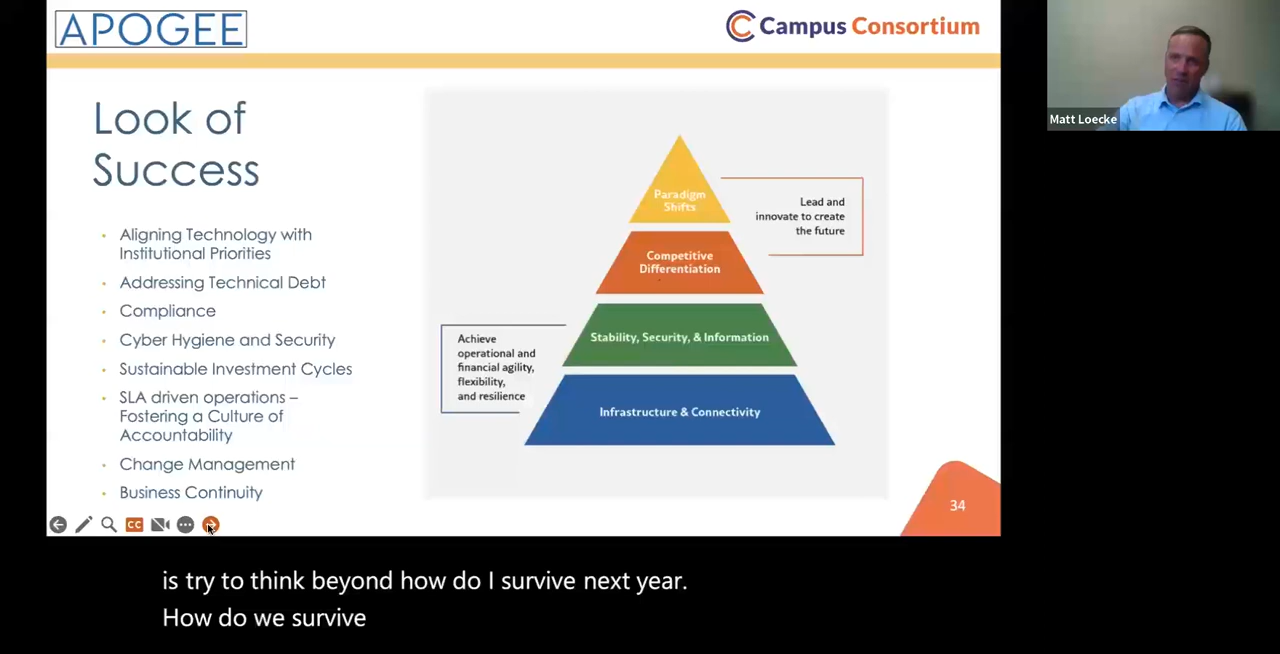 APOGEE
Campus Consortium
Matt Loecke
Look of
Success
Aligning Technology with
Institutional Priorities
Addressing Technical Debt
Compliance
Cyber Hygiene and Security
Sustainable Investment Cycles
SLA driven operations –
Fostering a Culture of
Accountability
Change Management
Business Continuity
Paradigm
Shifts
Lead and
innovate to create
the future
Competitive
Differentiation
Stability, Security, & Information
Achieve
operational and
financial agility,
flexibility,
and resilience
Infrastructure & Connectivity
34
CC
is try to think beyond how do I survive next year.
How do we survive